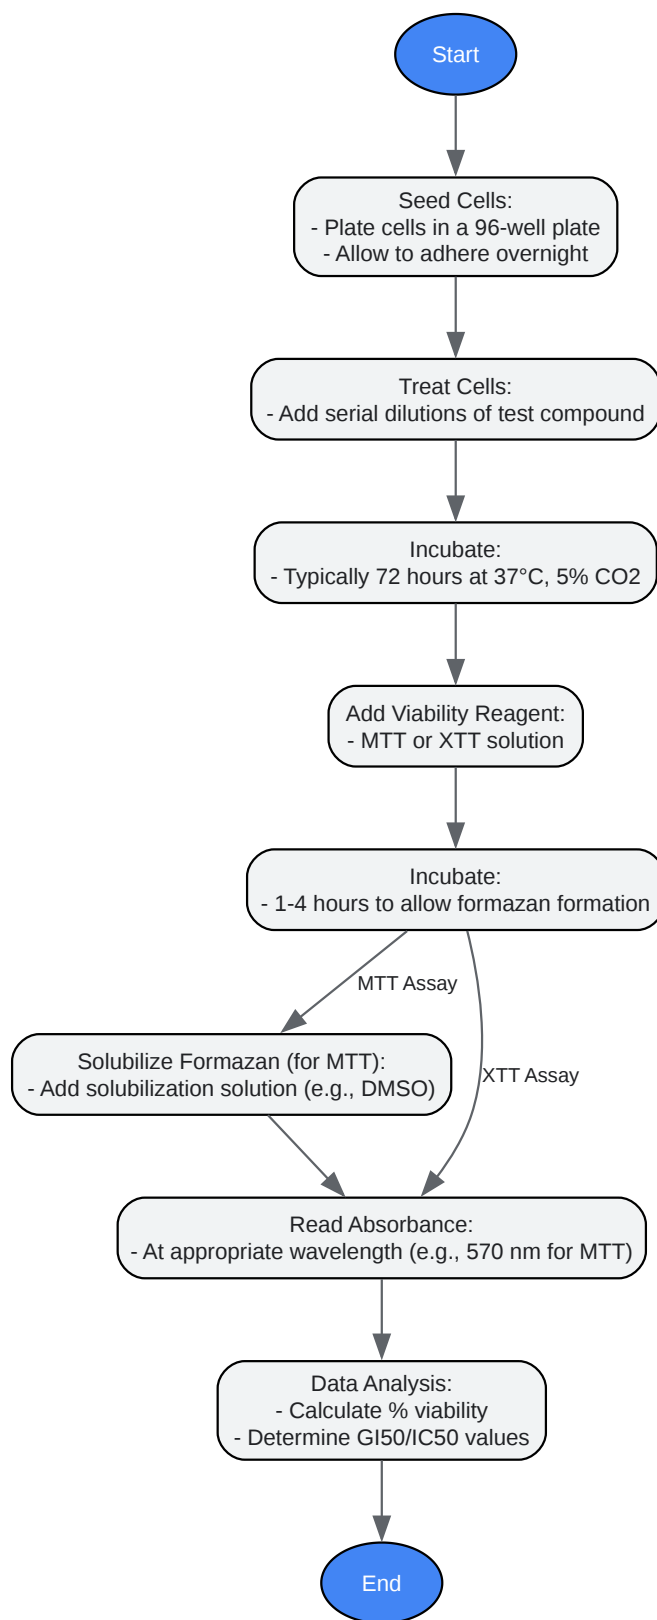 Start
Seed Cells:
- Plate cells in a 96-well plate
- Allow to adhere overnight
Treat Cells:
- Add serial dilutions of test compound
Incubate:
- Typically 72 hours at 37°C, 5% CO2
Add Viability Reagent:
- MTT or XTT solution
Incubate:
- 1-4 hours to allow formazan formation
MTT Assay
Solubilize Formazan (for MTT):
- Add solubilization solution (e.g., DMSO)
XTT Assay
Read Absorbance:
- At appropriate wavelength (e.g., 570 nm for MTT)
Data Analysis:
- Calculate % viability
- Determine GI50/IC50 values
End